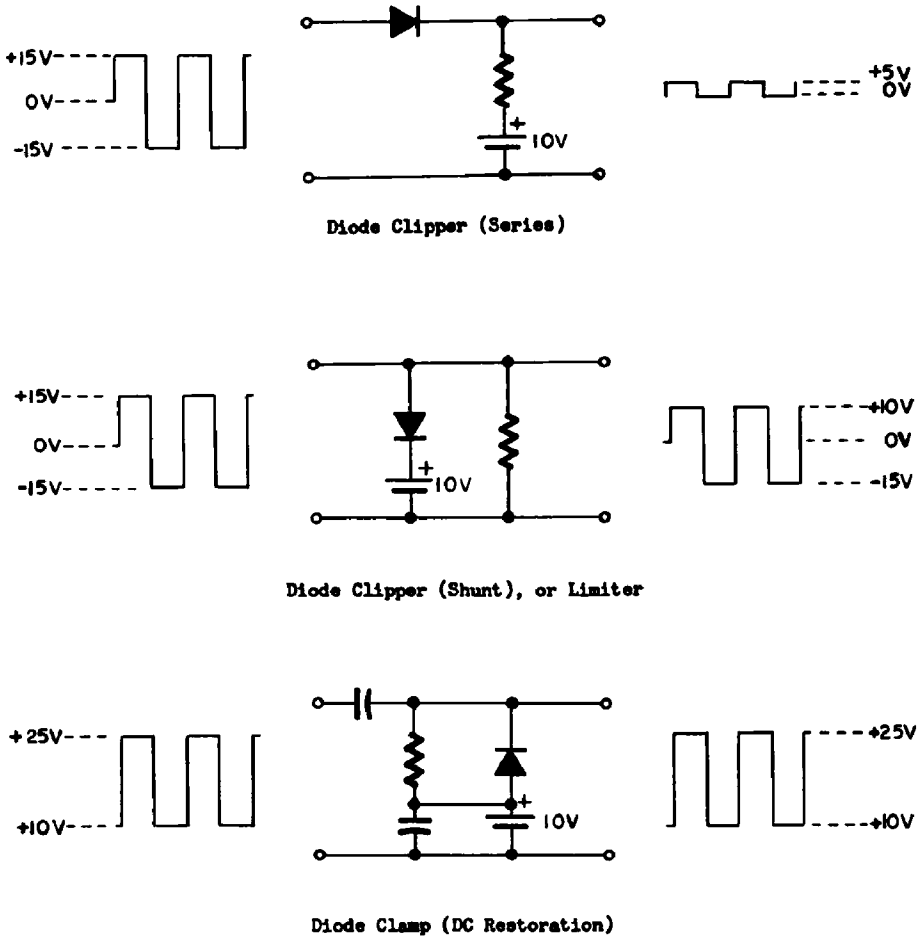 +15V
0V
-15V
+
10V
+5V
0V
Diode Clipper (Series)
+15V
0V
-15V
+
10V
+10V
0V
-15V
Diode Clipper (Shunt), or Limiter
+25V
+10V
+
10V
+25V
+10V
Diode Clamp (DC Restoration)